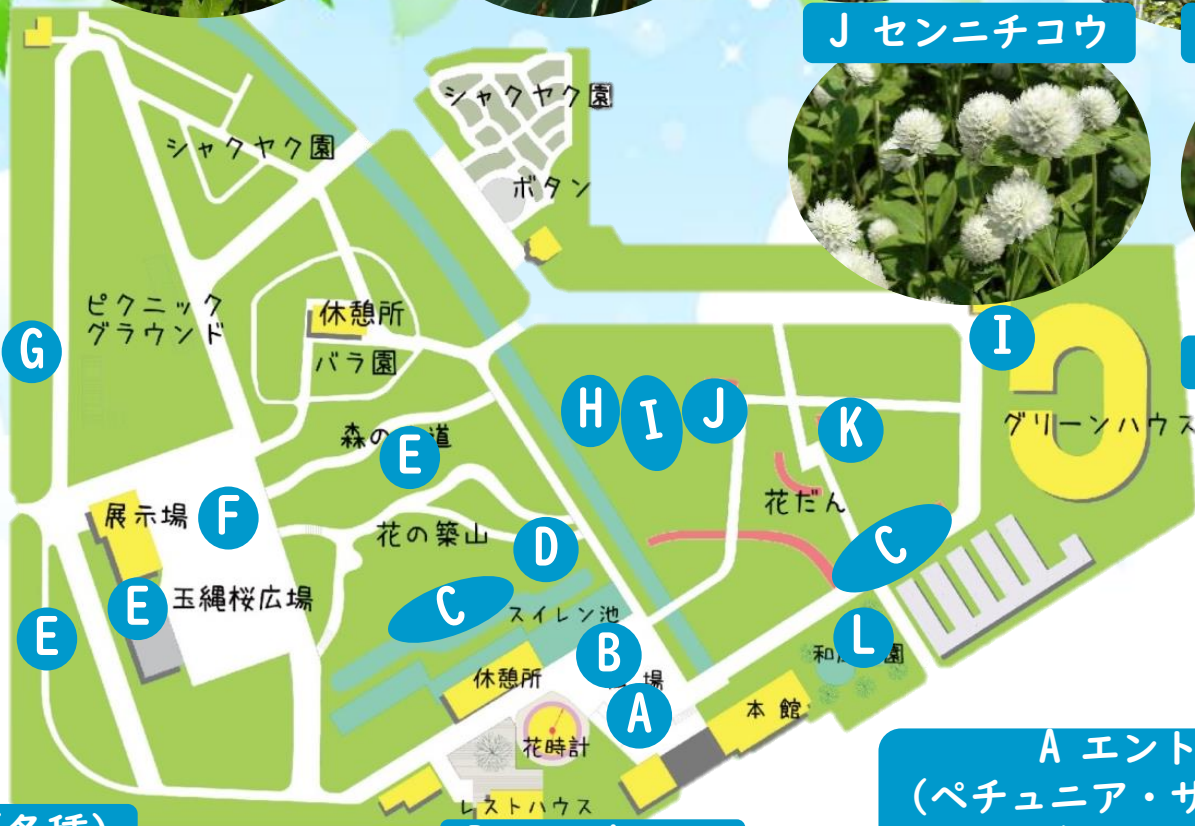 J センニチコウ
シャクヤク園
シャクヤク園
ボタン
ピクニック
グラウンド
休憩所
バラ園
I
G
グリーンハウス
H
I
J
K
森の
道
E
花だん
展示場
F
花の築山
D
C
C
E
玉縄桜広場
E
スイレン池
B
L
和
園
休憩所
場
A
本館
花時計
レストハウス
A エント
(ペチュニア・サ